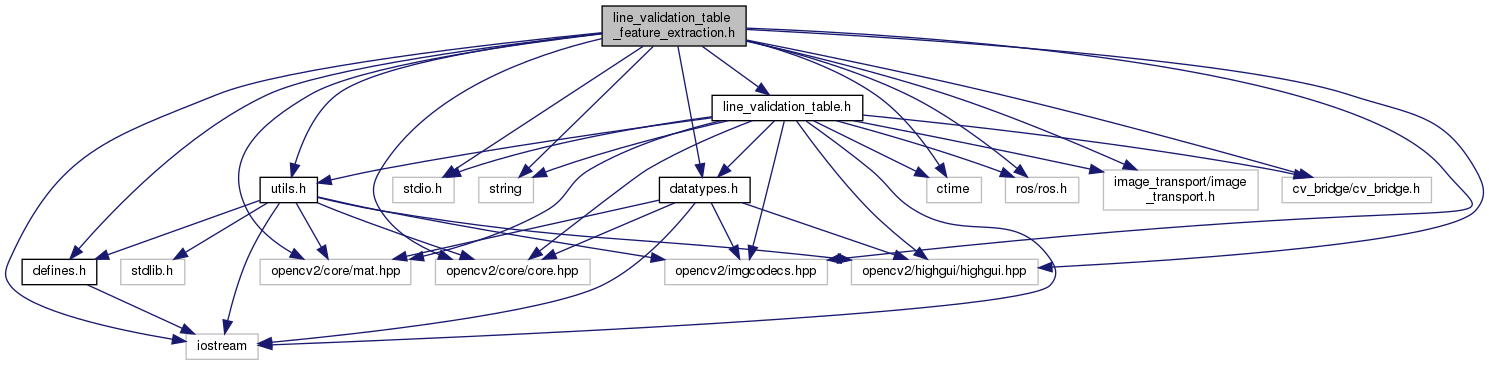 line_validation_table
_feature_extraction.h
line_validation_table.h
utils.h
stdio.h
string
datatypes.h
ctime
ros/ros.h
image_transport/image
_transport.h
cv_bridge/cv_bridge.h
defines.h
stdlib.h
opencv2/core/mat.hpp
opencv2/core/core.hpp
opencv2/imgcodecs.hpp
opencv2/highgui/highgui.hpp
iostream